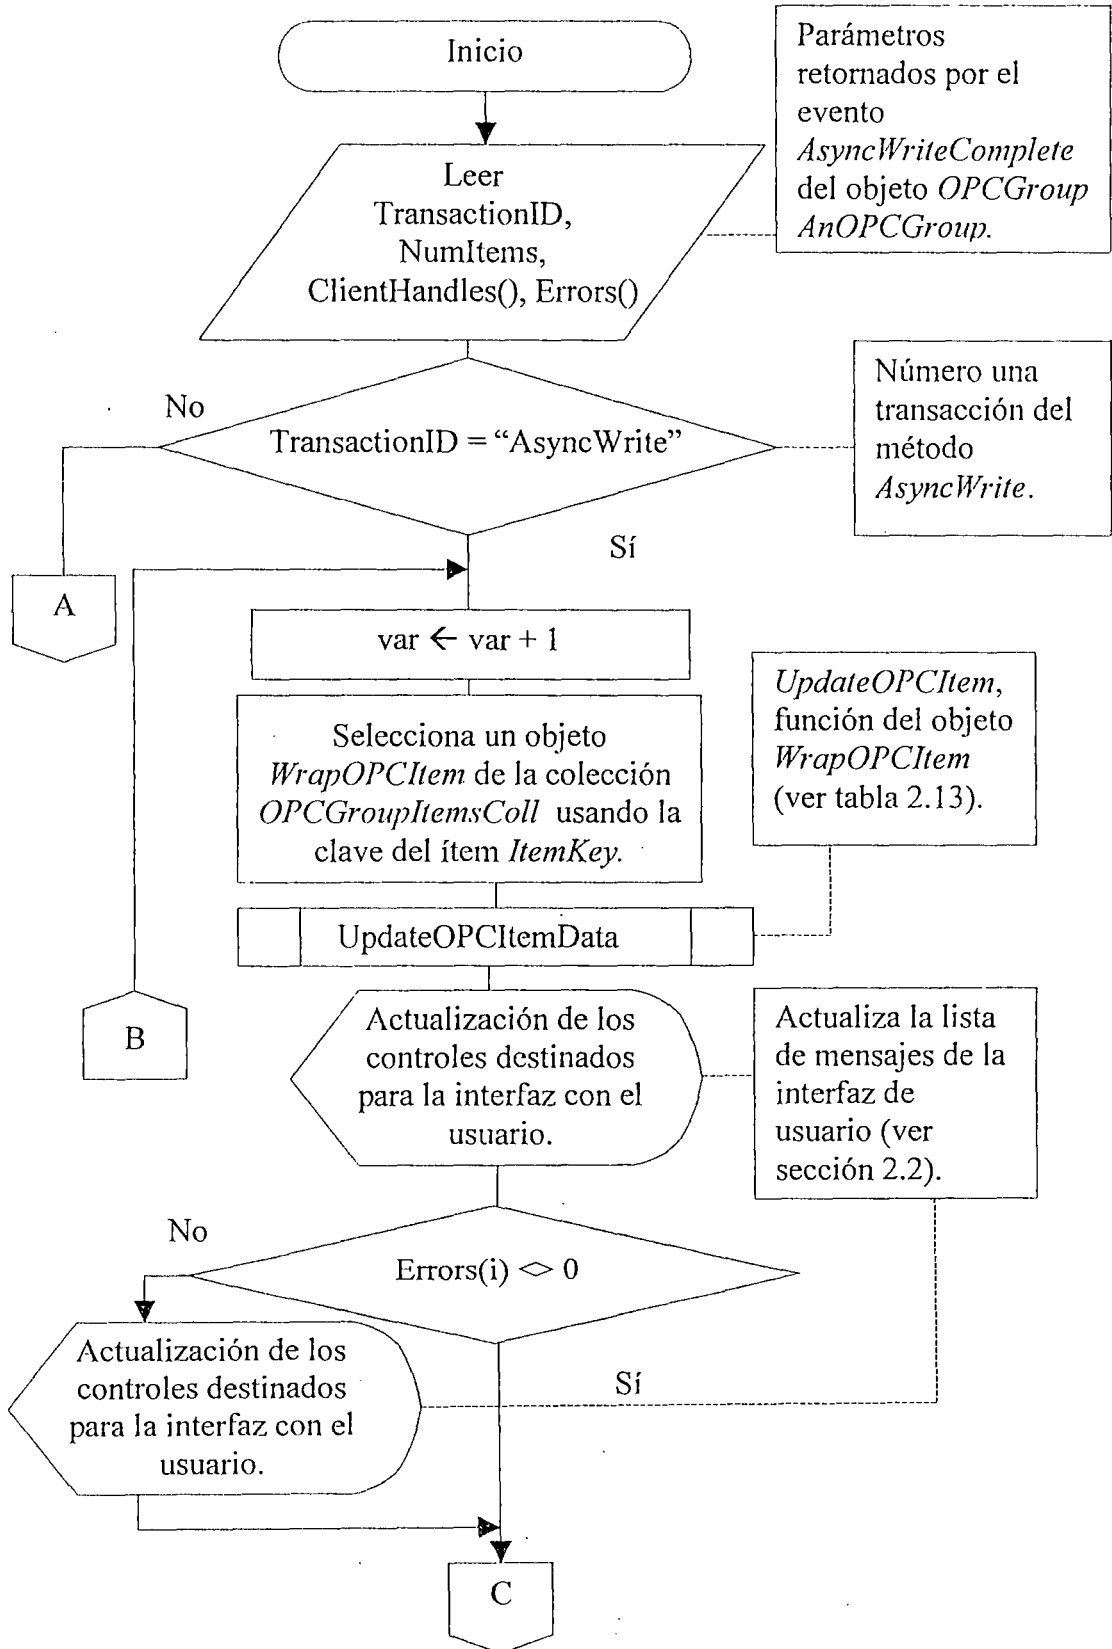 Inicio
Parámetros
retornados por el
evento
AsyncWriteComplete
del objeto OPCGroup
AnOPCGroup.
Leer
TransactionID,
NumItems,
ClientHandles(), Errors()
No
TransactionID = “AsyncWrite”
Número una
transacción del
método
AsyncWrite.
Sí
A
var ← var + 1
Selecciona un objeto
WrapOPCItem de la colección
OPCGroupItemsColl usando la
clave del ítem ItemKey.
UpdateOPCItem,
función del objeto
WrapOPCItem
(ver tabla 2.13).
UpdateOPCItemData
B
Actualización de los
controles destinados
para la interfaz con el
usuario.
Actualiza la lista
de mensajes de la
interfaz de
usuario (ver
sección 2.2).
No
Errors(i) <> 0
Actualización de los
controles destinados
para la interfaz con el
usuario.
Sí
C